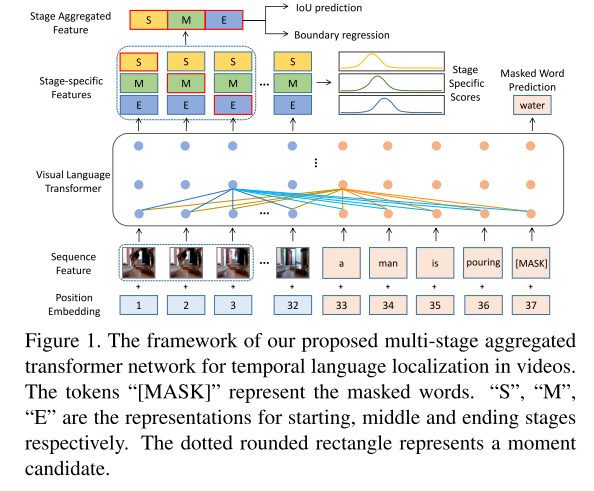 Stage Aggregated Feature
S M E
IoU prediction
Boundary regression
Stage-specific Features
S S S S
M M M ... M
E E E E
Stage Specific Scores
Masked Word Prediction
water
Visual Language Transformer
...
...
Sequence Feature
... a man is pouring [MASK]
+ + + + + + + + +
Position Embedding
1 2 3 32 33 34 35 36 37
Figure 1. The framework of our proposed multi-stage aggregated
transformer network for temporal language localization in videos.
The tokens “[MASK]” represent the masked words. “S”, “M”,
“E” are the representations for starting, middle and ending stages
respectively. The dotted rounded rectangle represents a moment
candidate.